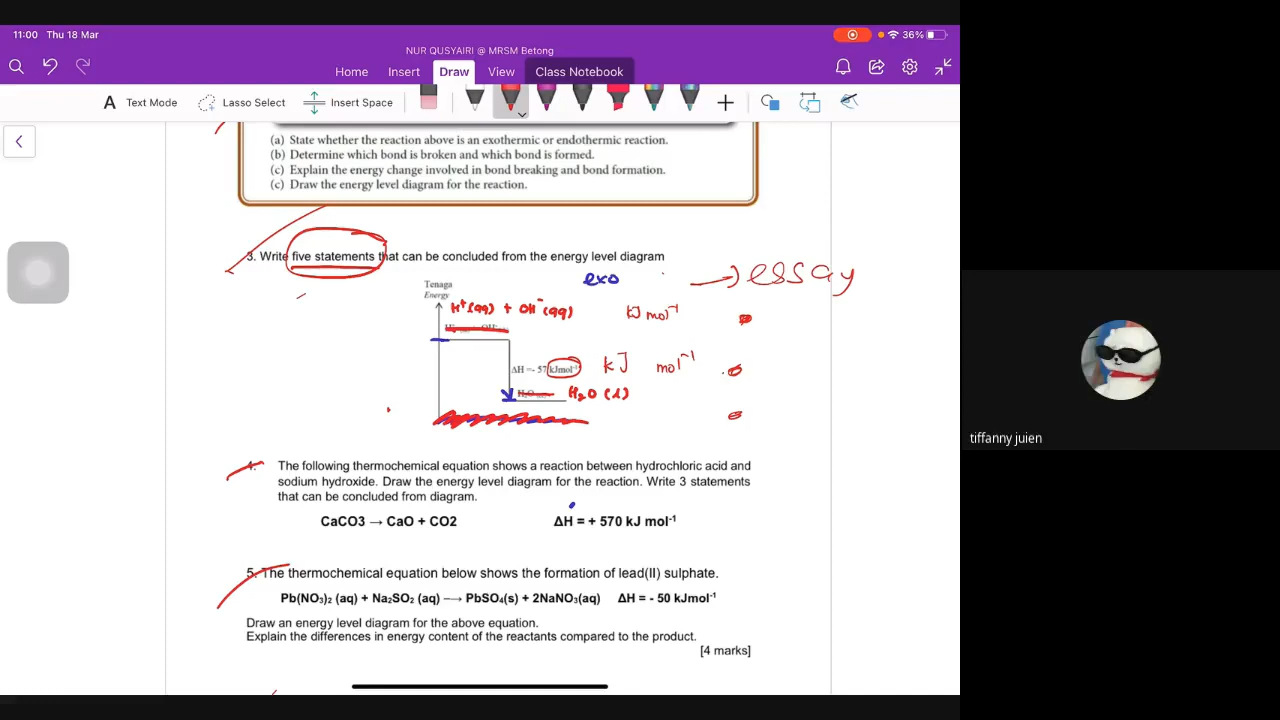 11:00 Thu 18 Mar
36%
NUR QUSYAIRI @ MRSM Betong
Home Insert Draw View Class Notebook
A Text Mode Lasso Select Insert Space
(a) State whether the reaction above is an exothermic or endothermic reaction.
(b) Determine which bond is broken and which bond is formed.
(c) Explain the energy change involved in bond breaking and bond formation.
(c) Draw the energy level diagram for the reaction.
3. Write five statements that can be concluded from the energy level diagram
exo
→ essay
Tenaga
Energy
H⁺(aq) + OH⁻(aq)
kJ mol⁻¹
ΔH =- 57 kJmol⁻¹
kJ mol⁻¹
H₂O
H₂O (l)
4. The following thermochemical equation shows a reaction between hydrochloric acid and
sodium hydroxide. Draw the energy level diagram for the reaction. Write 3 statements
that can be concluded from diagram.
CaCO3 → CaO + CO2 ΔH = + 570 kJ mol⁻¹
5. The thermochemical equation below shows the formation of lead(II) sulphate.
Pb(NO₃)₂ (aq) + Na₂SO₂ (aq) → PbSO₄(s) + 2NaNO₃(aq) ΔH = - 50 kJmol⁻¹
Draw an energy level diagram for the above equation.
Explain the differences in energy content of the reactants compared to the product.
[4 marks]
tiffanny juien